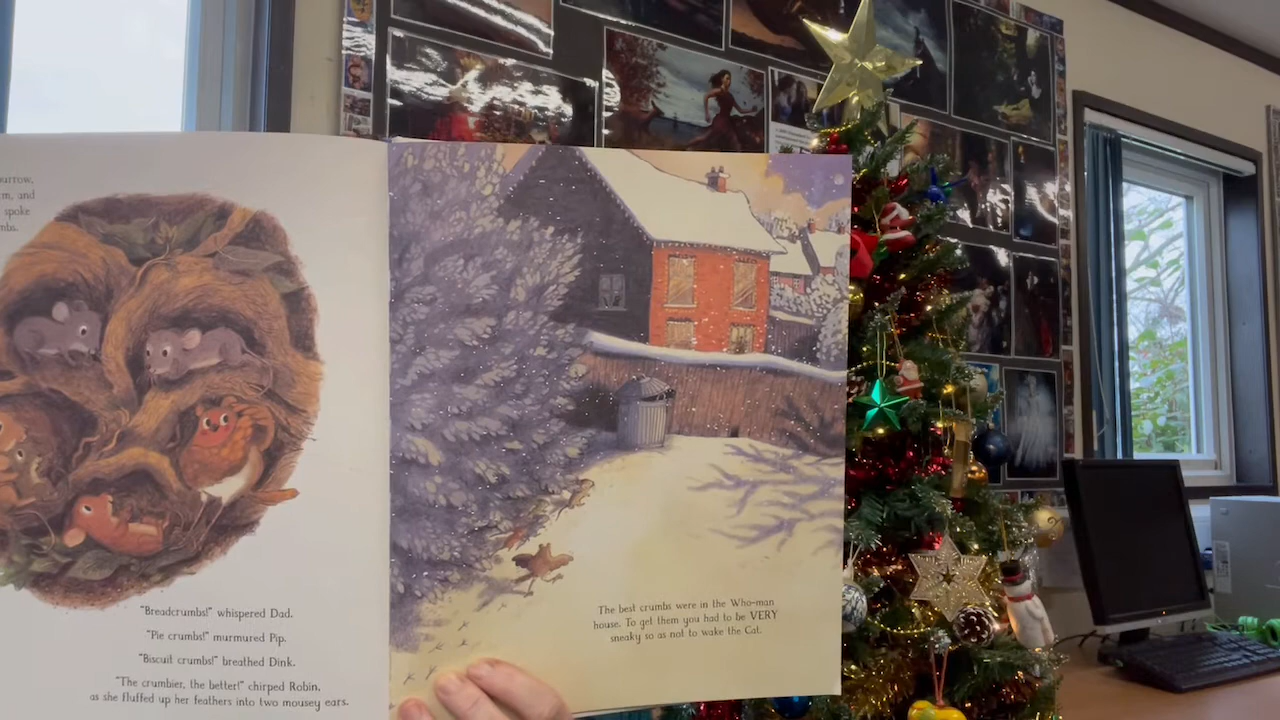 spoke
"Breadcrumbs!" whispered Dad.
"Pie crumbs!" murmured Pip.
"Biscuit crumbs!" breathed Dink.
"The crumbier, the better!" chirped Robin,
as she fluffed up her feathers into two mousey ears.
The best crumbs were in the Who-man
house. To get them you had to be VERY
sneaky so as not to wake the Cat.